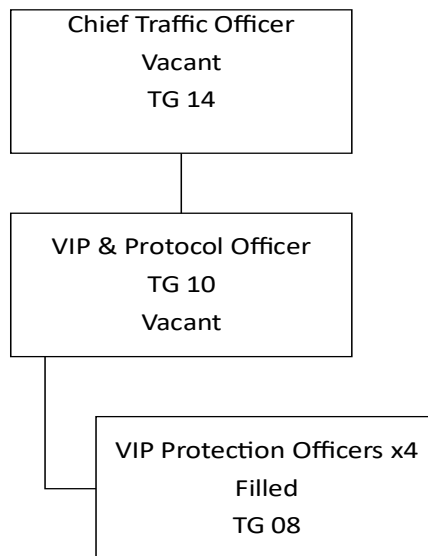 Chief Traffic Officer
Vacant
TG 14
VIP & Protocol Officer
TG 10
Vacant
VIP Protection Officers x4
Filled
TG 08